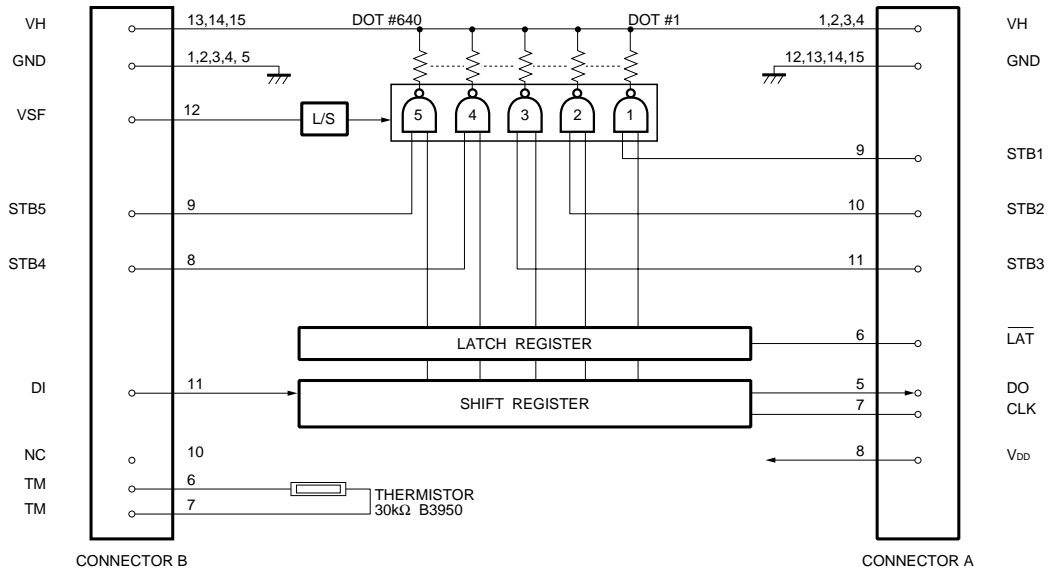 VH 13,14,15 DOT #640 DOT #1 1,2,3,4 VH
GND 1,2,3,4, 5 12,13,14,15 GND
VSF 12 L/S 5 4 3 2 1
9 STB1
STB5 9 10 STB2
STB4 8 11 STB3
LATCH REGISTER 6 LAT
DI 11 SHIFT REGISTER 5 DO
7 CLK
NC 10 8 VDD
TM 6 THERMISTOR
TM 7 30kΩ B3950
CONNECTOR B CONNECTOR A